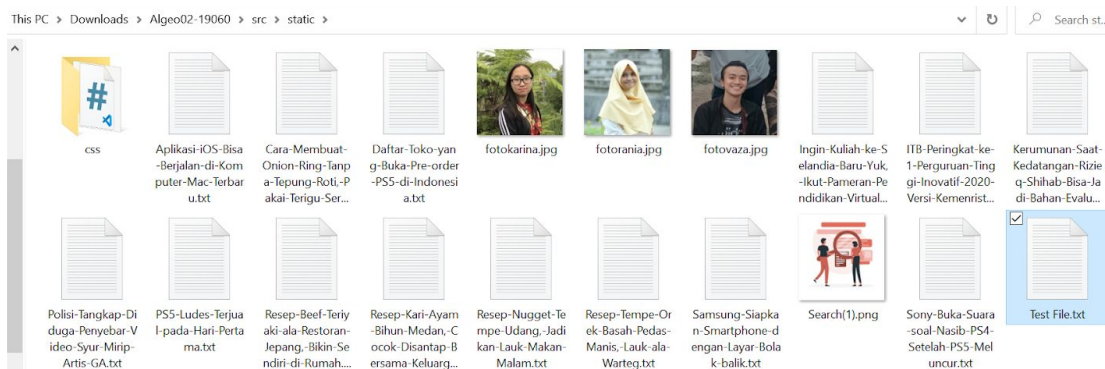 This PC > Downloads > Algeo02-19060 > src > static >
Search st...
css
Aplikasi-iOS-Bisa
-Berjalan-di-Kom
puter-Mac-Terbar
u.txt
Cara-Membuat-
Onion-Ring-Tanp
a-Tepung-Roti,-P
akai-Terigu-Ser...
Daftar-Toko-yan
g-Buka-Pre-order
-PS5-di-Indonesi
a.txt
fotokarina.jpg
fotorania.jpg
fotovaza.jpg
Ingin-Kuliah-ke-S
elandia-Baru-Yuk,
-Ikut-Pameran-Pe
ndidikan-Virtual...
ITB-Peringkat-ke-
1-Perguruan-Ting
gi-Inovatif-2020-
Versi-Kemenrist...
Kerumunan-Saat-
Kedatangan-Rizie
q-Shihab-Bisa-Ja
di-Bahan-Evalu...
Polisi-Tangkap-Di
duga-Penyebar-V
ideo-Syur-Mirip-
Artis-GA.txt
PS5-Ludes-Terjua
l-pada-Hari-Perta
ma.txt
Resep-Beef-Teriy
aki-ala-Restoran-
Jepang,-Bikin-Se
ndiri-di-Rumah....
Resep-Kari-Ayam
-Bihun-Medan,-C
ocok-Disantap-B
ersama-Keluarg...
Resep-Nugget-Te
mpe-Udang,-Jadi
kan-Lauk-Makan-
Malam.txt
Resep-Tempe-Or
ek-Basah-Pedas-
Manis,-Lauk-ala-
Warteg.txt
Samsung-Siapka
n-Smartphone-d
engan-Layar-Bola
k-balik.txt
Search(1).png
Sony-Buka-Suara
-soal-Nasib-PS4-
Setelah-PS5-Mel
uncur.txt
Test File.txt